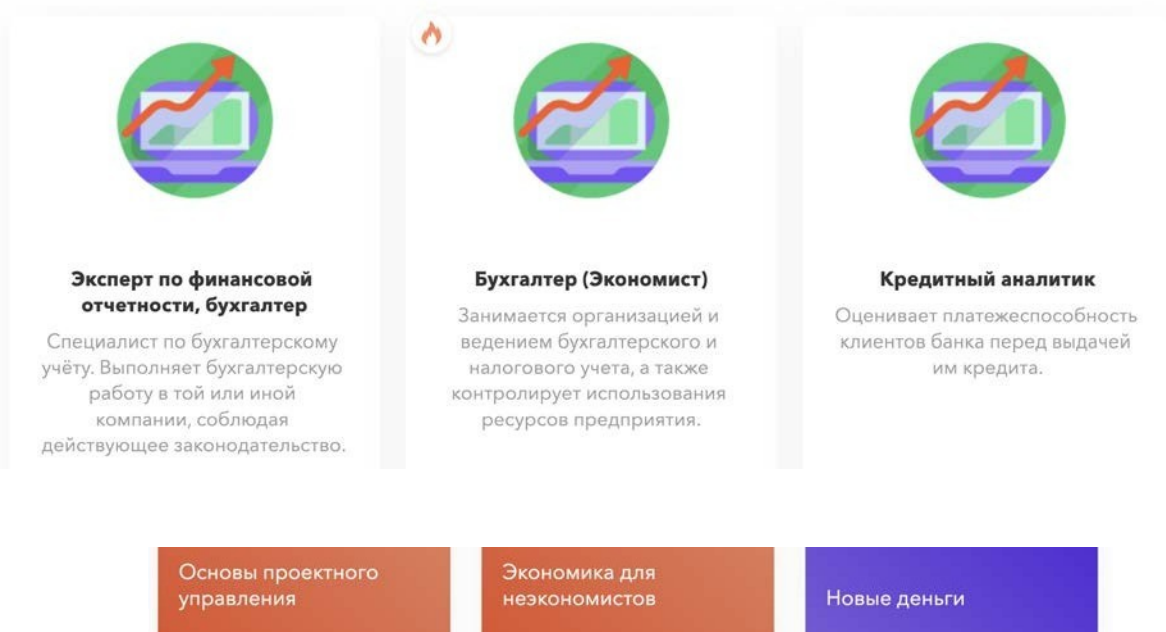 Эксперт по финансовой
отчетности, бухгалтер
Специалист по бухгалтерскому
учёту. Выполняет бухгалтерскую
работу в той или иной
компании, соблюдая
действующее законодательство.
Бухгалтер (Экономист)
Занимается организацией и
ведением бухгалтерского и
налогового учета, а также
контролирует использования
ресурсов предприятия.
Кредитный аналитик
Оценивает платежеспособность
клиентов банка перед выдачей
им кредита.
Основы проектного
управления
Экономика для
неэкономистов
Новые деньги